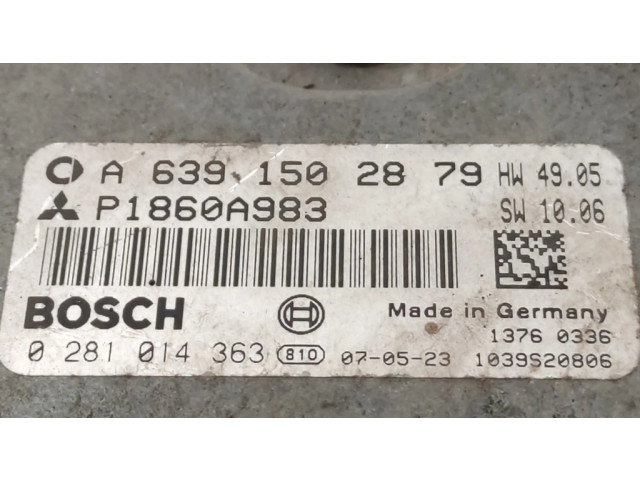 A 639 150 28 79 HW 49.05
P1860A983 SW 10.06
BOSCH Made in Germany
1376 0336
0 281 014 363 810 07-05-23 1039S20806